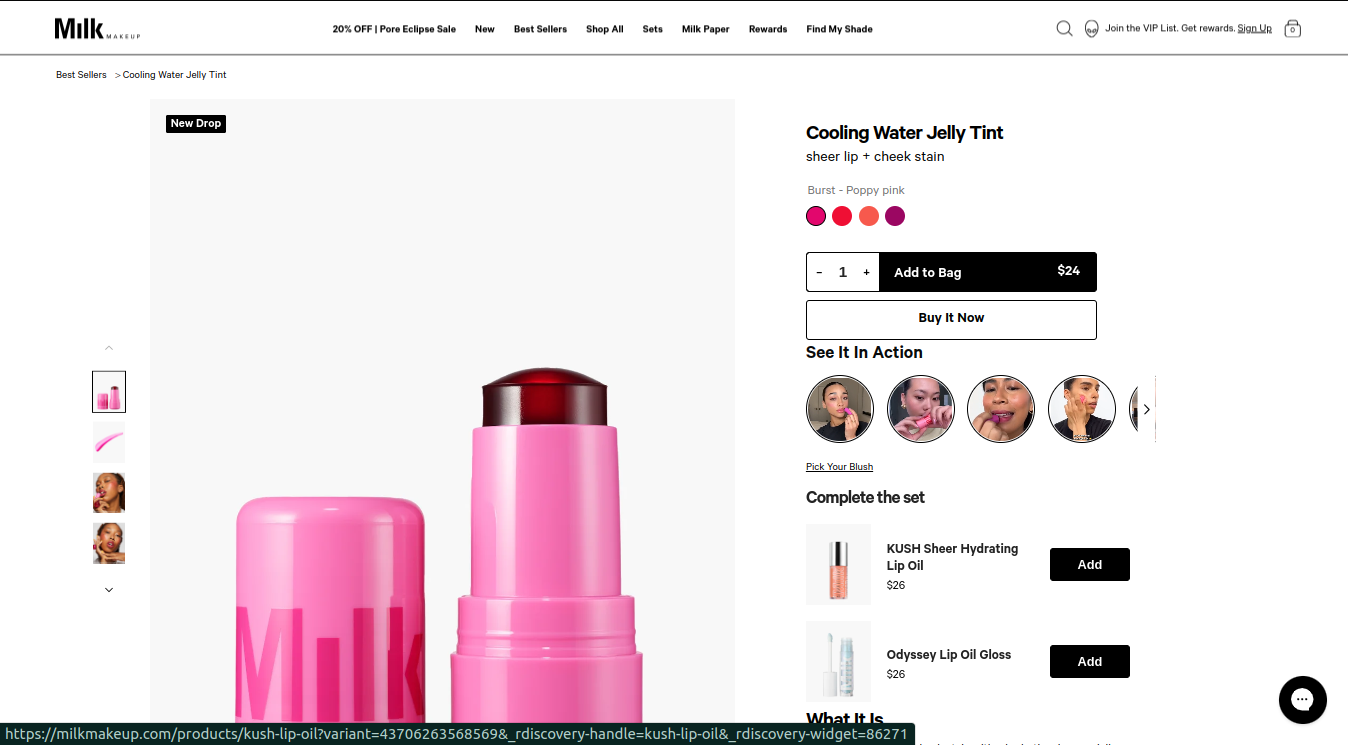 Milk MAKEUP
20% OFF | Pore Eclipse Sale New Best Sellers Shop All Sets Milk Paper Rewards Find My Shade
Join the VIP List. Get rewards. Sign Up
0
Best Sellers > Cooling Water Jelly Tint
New Drop
Milk
Cooling Water Jelly Tint
sheer lip + cheek stain
Burst - Poppy pink
- 1 + Add to Bag $24
Buy It Now
See It In Action
Pick Your Blush
Complete the set
KUSH Sheer Hydrating
Lip Oil
$26
Add
Odyssey Lip Oil Gloss
$26
Add
What It Is
https://milkmakeup.com/products/kush-lip-oil?variant=43706263568569&_rdiscovery-handle=kush-lip-oil&_rdiscovery-widget=86271